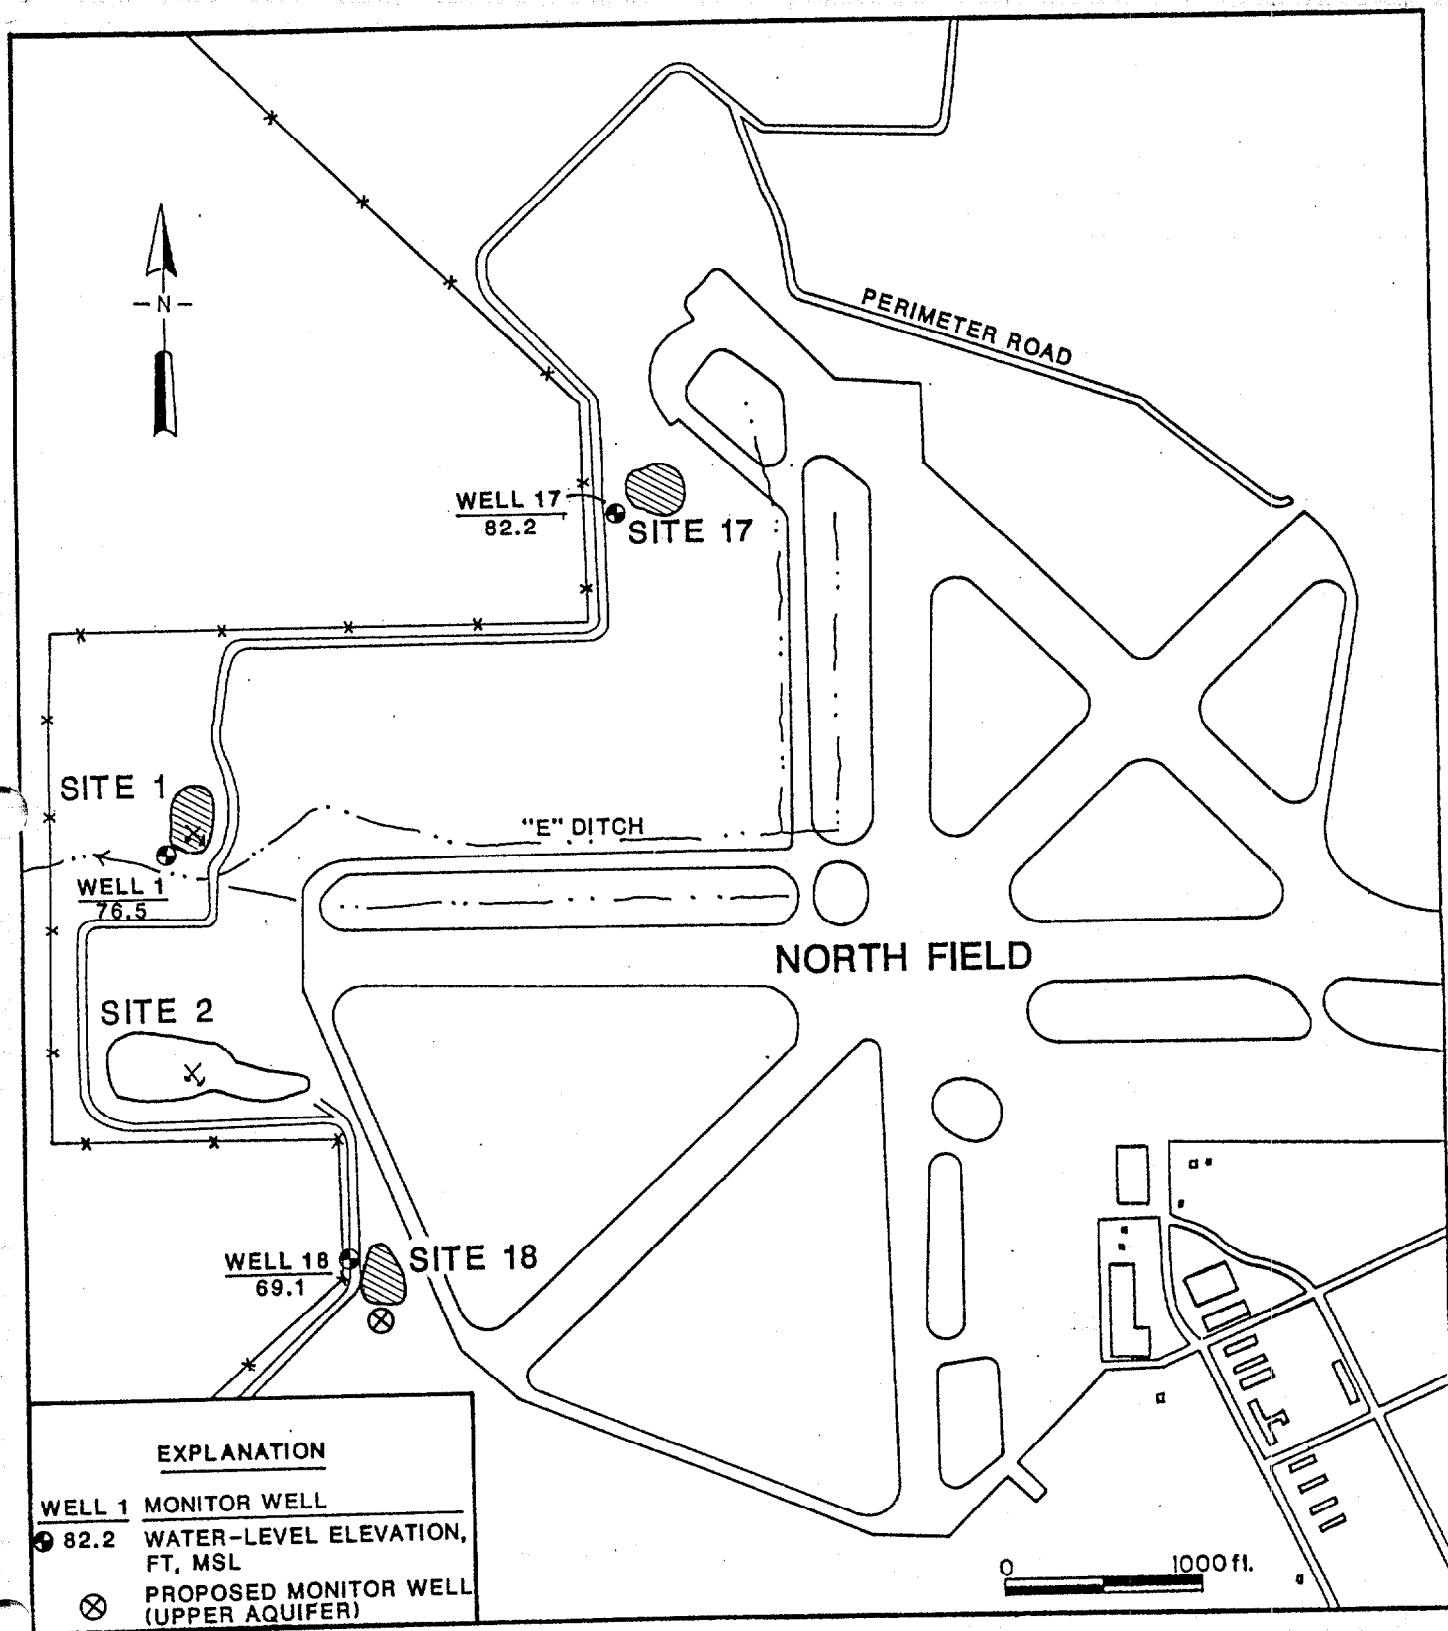 - N -
PERIMETER ROAD
WELL 17
82.2
SITE 17
SITE 1
"E" DITCH
WELL 1
76.5
NORTH FIELD
SITE 2
WELL 18
69.1
SITE 18
EXPLANATION
WELL 1 MONITOR WELL
82.2 WATER-LEVEL ELEVATION,
FT, MSL
PROPOSED MONITOR WELL
(UPPER AQUIFER)
0 1000 ft.